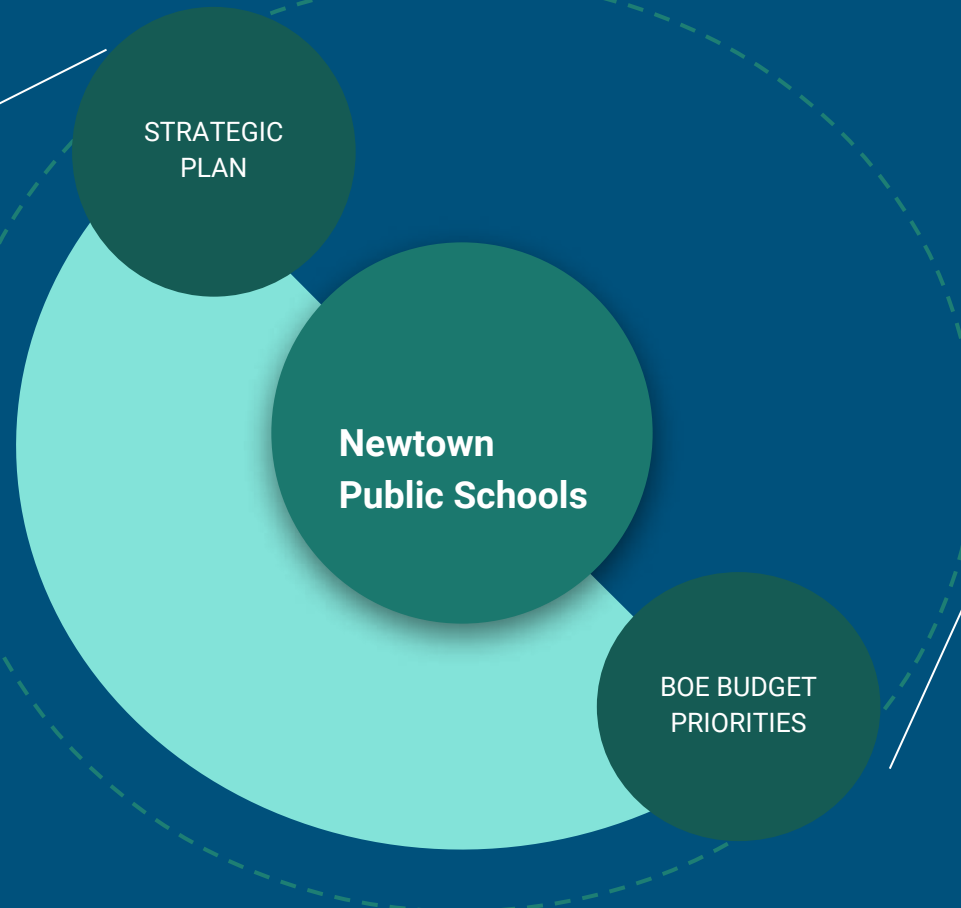 STRATEGIC
PLAN
Newtown
Public Schools
BOE BUDGET
PRIORITIES